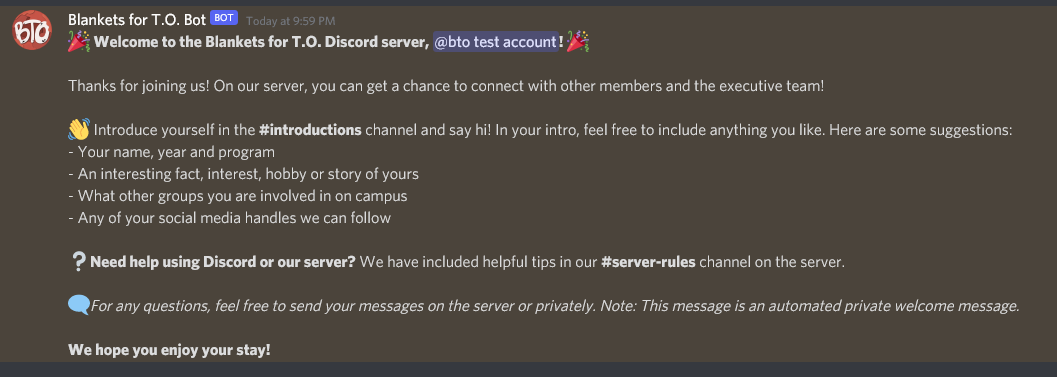 BTO
Blankets for T.O. Bot BOT Today at 9:59 PM
Welcome to the Blankets for T.O. Discord server, @bto test account!
Thanks for joining us! On our server, you can get a chance to connect with other members and the executive team!
Introduce yourself in the #introductions channel and say hi! In your intro, feel free to include anything you like. Here are some suggestions:
- Your name, year and program
- An interesting fact, interest, hobby or story of yours
- What other groups you are involved in on campus
- Any of your social media handles we can follow
❔Need help using Discord or our server? We have included helpful tips in our #server-rules channel on the server.
For any questions, feel free to send your messages on the server or privately. Note: This message is an automated private welcome message.
We hope you enjoy your stay!